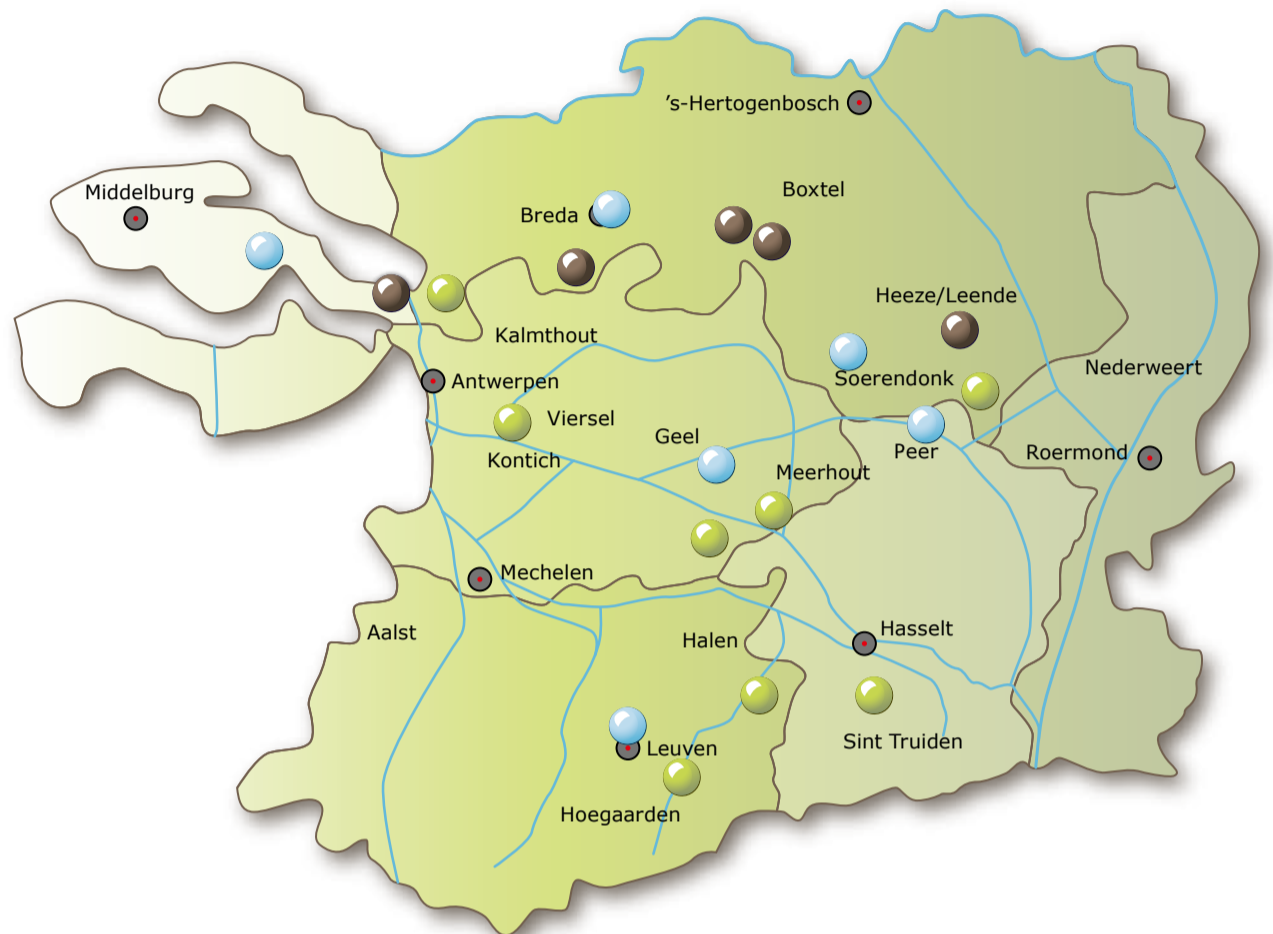 's-Hertogenbosch
Middelburg
Boxtel
Breda
Heeze/Leende
Kalmthout
Nederweert
Antwerpen
Soerendonk
Viersel
Geel
Peer
Roermond
Kontich
Meerhout
Mechelen
Aalst
Halen
Hasselt
Sint Truiden
Leuven
Hoegaarden